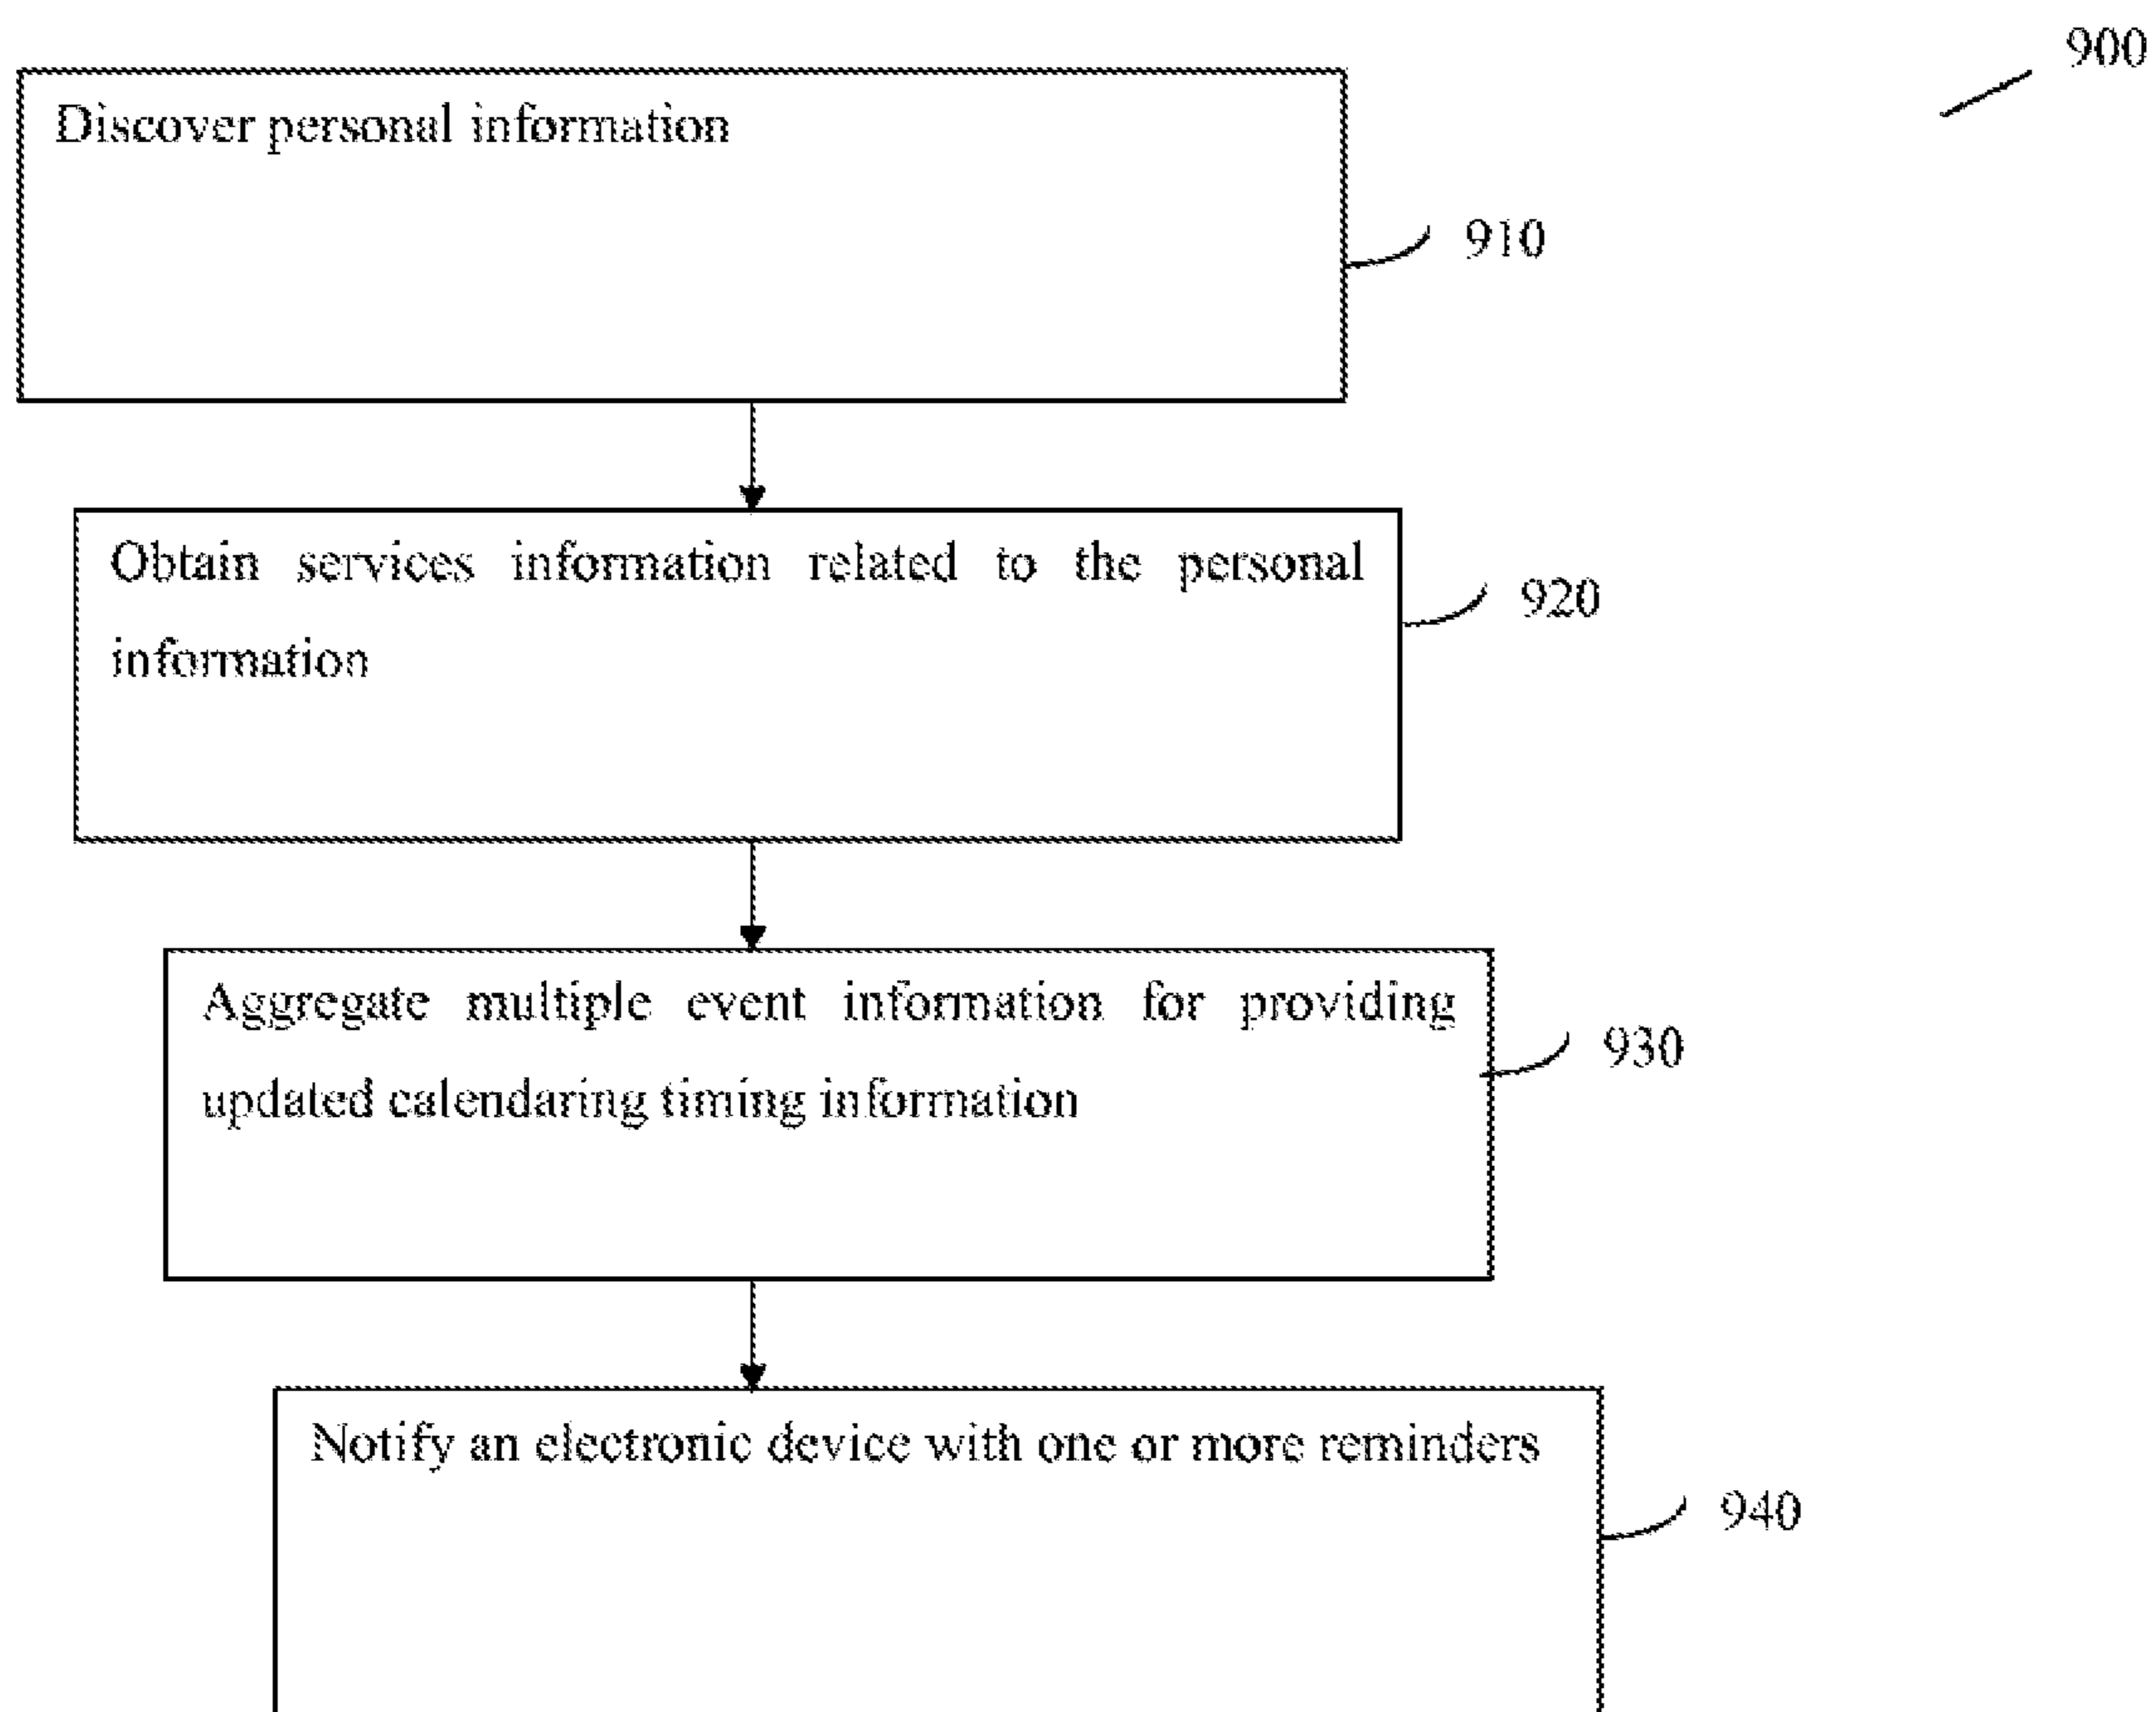 900
Discover personal information
910
Obtain services information related to the personal
information
920
Aggregate multiple event information for providing
updated calendaring timing information
930
Notify an electronic device with one or more reminders
940